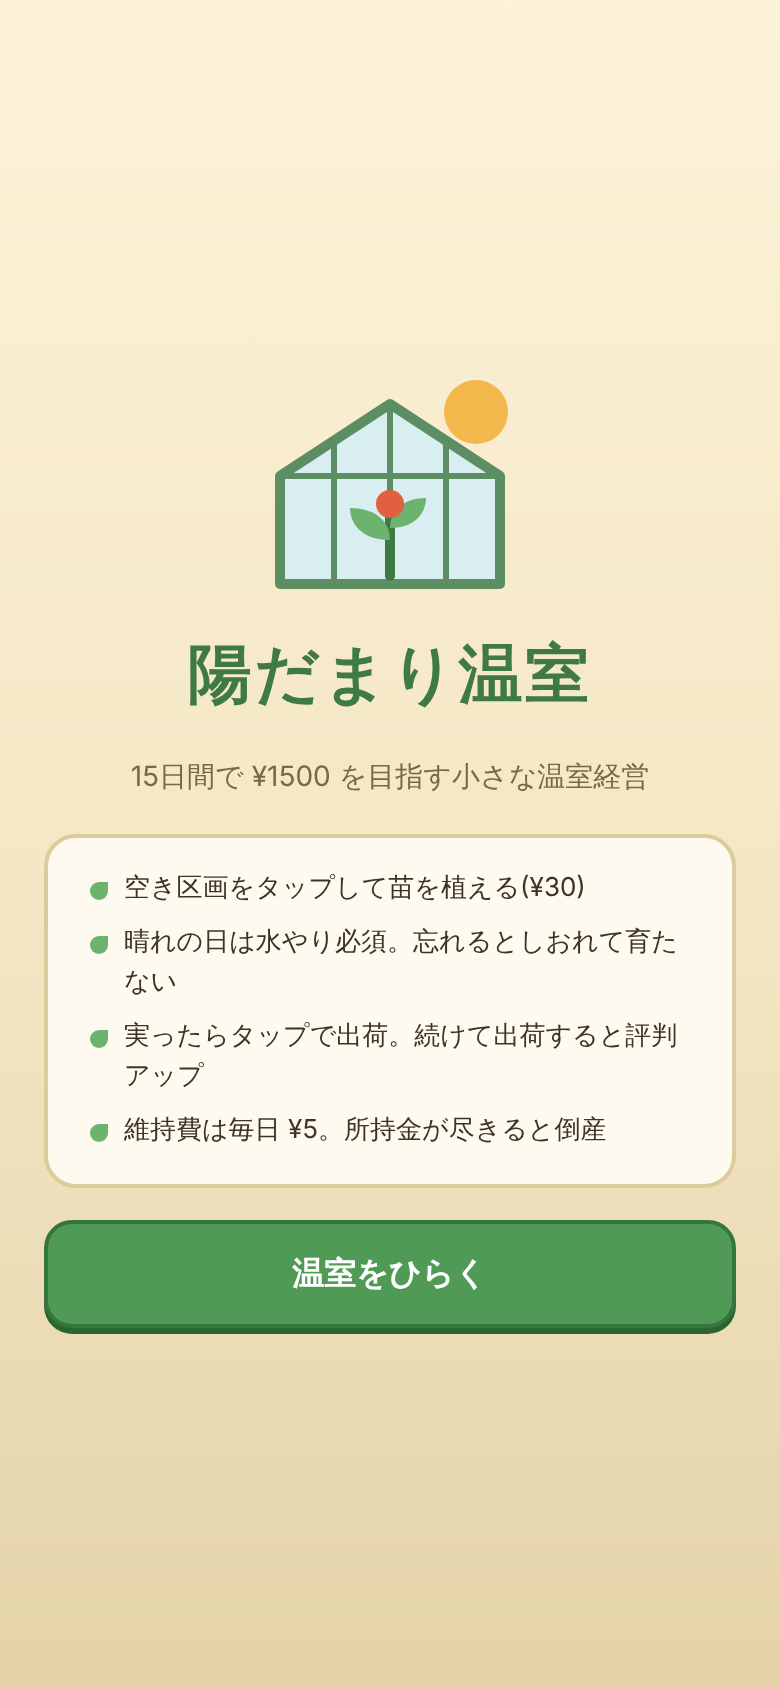 陽だまり温室
15日間で ¥1500 を目指す小さな温室経営
空き区画をタップして苗を植える(¥30)
晴れの日は水やり必須。忘れるとしおれて育た
ない
実ったらタップで出荷。続けて出荷すると評判
アップ
維持費は毎日 ¥5。所持金が尽きると倒産
温室をひらく